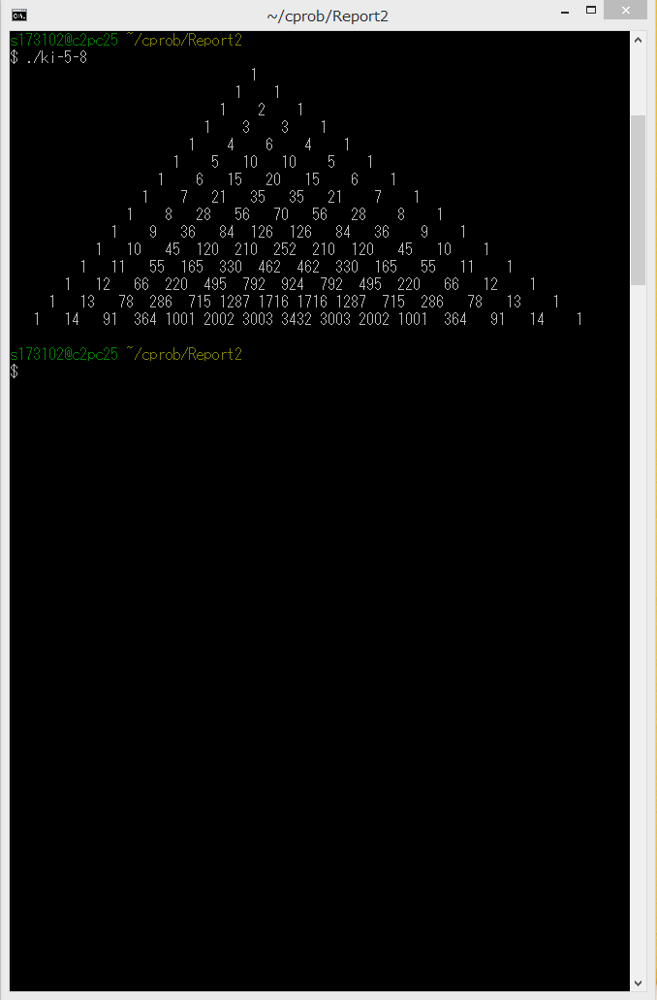 ~/cprob/Report2
s173102@c2pc25 ~/cprob/Report2
$ ./ki-5-8
1
1 1
1 2 1
1 3 3 1
1 4 6 4 1
1 5 10 10 5 1
1 6 15 20 15 6 1
1 7 21 35 35 21 7 1
1 8 28 56 70 56 28 8 1
1 9 36 84 126 126 84 36 9 1
1 10 45 120 210 252 210 120 45 10 1
1 11 55 165 330 462 462 330 165 55 11 1
1 12 66 220 495 792 924 792 495 220 66 12 1
1 13 78 286 715 1287 1716 1716 1287 715 286 78 13 1
1 14 91 364 1001 2002 3003 3432 3003 2002 1001 364 91 14 1
s173102@c2pc25 ~/cprob/Report2
$